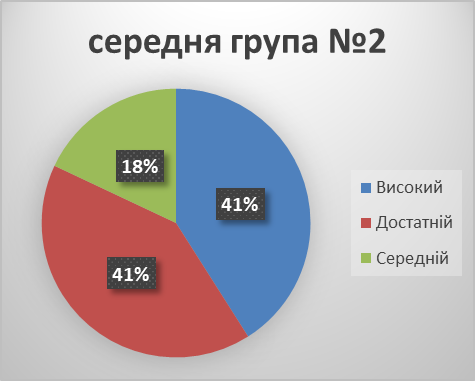 середня група №2
18%
41%
41%
Високий
Достатній
Середній